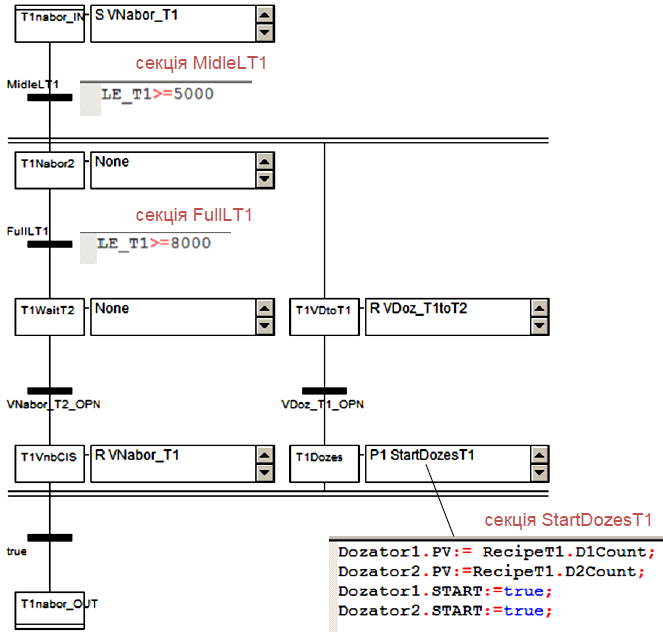 T1nabor_IN
S VNabor_T1
секція MidleLT1
MidleLT1
LE_T1>=5000
T1Nabor2
None
секція FullLT1
FullLT1
LE_T1>=8000
T1WaitT2
None
T1VDtoT1
R VDoz_T1toT2
VNabor_T2_OPN
VDoz_T1_OPN
T1VnbClS
R VNabor_T1
T1Dozes
P1 StartDozesT1
секція StartDozesT1
true
Dozator1.PV:= RecipeT1.D1Count;
Dozator2.PV:=RecipeT1.D2Count;
Dozator1.START:=true;
Dozator2.START:=true;
T1nabor_OUT